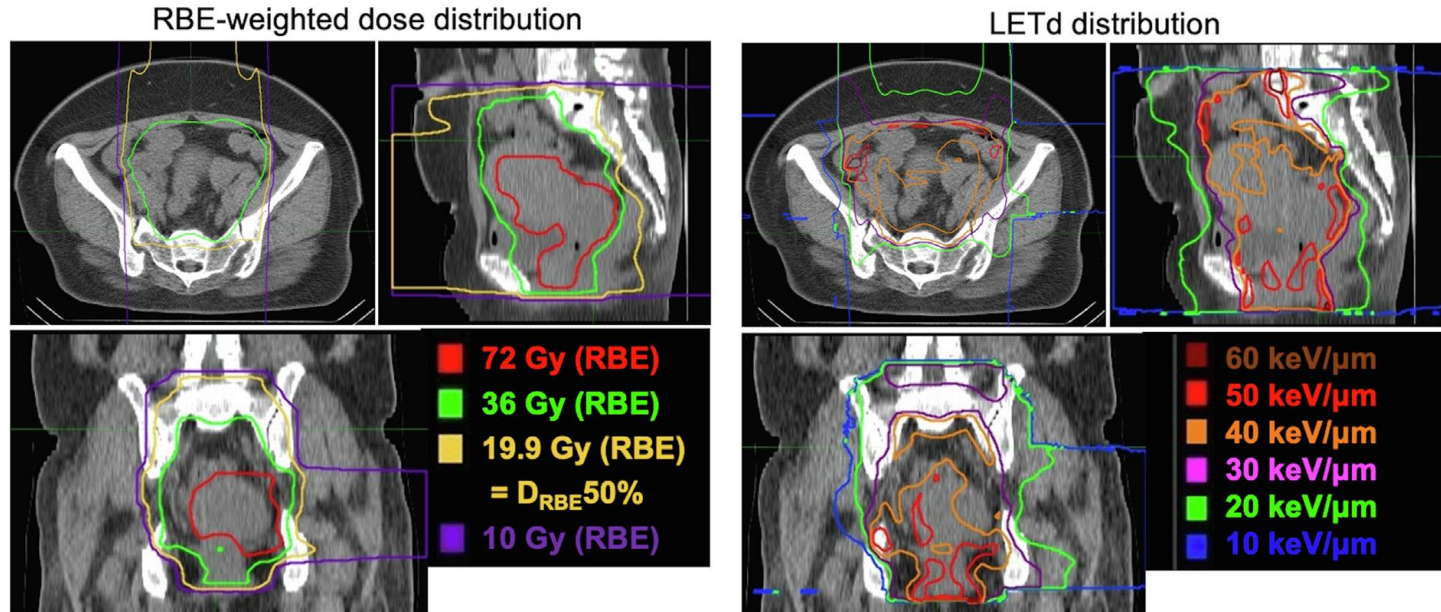 RBE-weighted dose distribution
LETd distribution
72 Gy (RBE)
36 Gy (RBE)
19.9 Gy (RBE)
= DRBE50%
10 Gy (RBE)
60 keV/μm
50 keV/μm
40 keV/μm
30 keV/μm
20 keV/μm
10 keV/μm